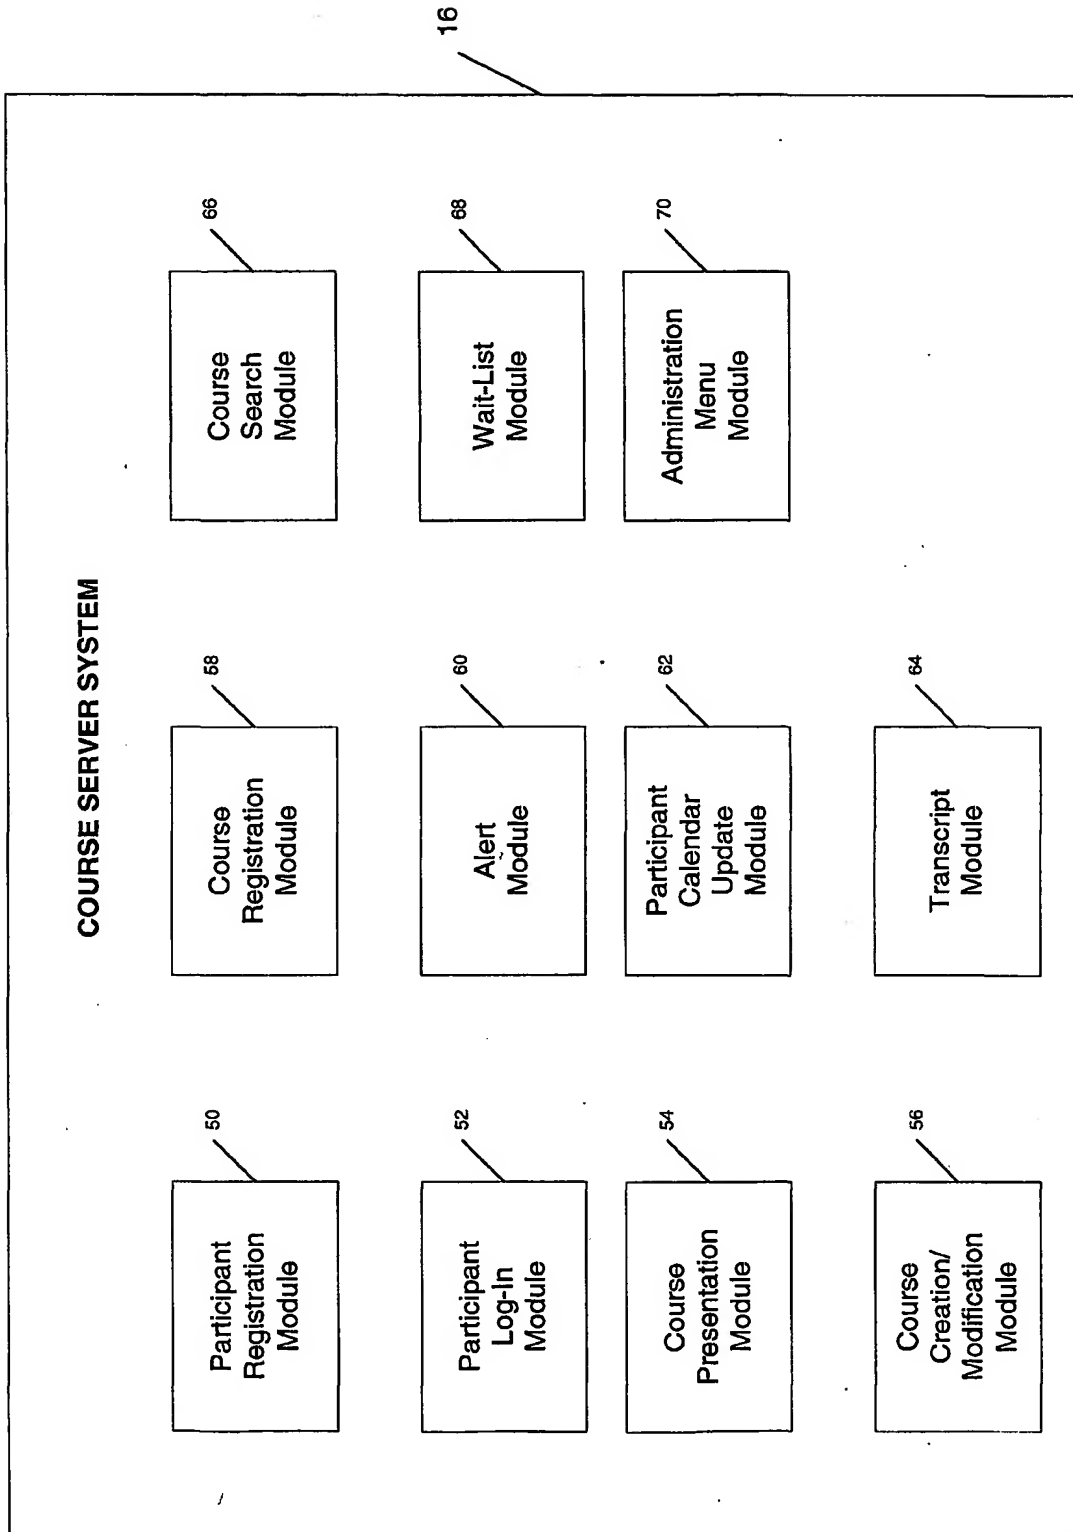 16
COURSE SERVER SYSTEM
50
Participant
Registration
Module
52
Participant
Log-In
Module
54
Course
Presentation
Module
56
Course
Creation/
Modification
Module
58
Course
Registration
Module
60
Alert
Module
62
Participant
Calendar
Update
Module
64
Transcript
Module
66
Course
Search
Module
68
Wait-List
Module
70
Administration
Menu
Module